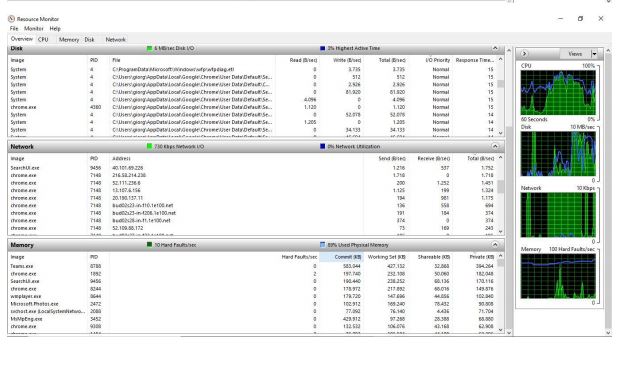 Resource Monitor
File Monitor Help
Overview CPU Memory Disk Network
Disk 6 MB/sec Disk I/O 3% Highest Active Time
Image PID File Read (B/sec) Write (B/sec) Total (B/sec) I/O Priority Response Time...
System 4 C:\ProgramData\Microsoft\Windows\wfp\wfpdiag.etl 0 3.735 3.735 Normal 15
System 4 C:\Users\giorg\AppData\Local\Google\Chrome\User Data\Default\Se... 0 512 512 Normal 15
System 4 C:\Users\giorg\AppData\Local\Google\Chrome\User Data\Default\C... 0 2.926 2.926 Normal 15
System 4 C:\Users\giorg\AppData\Local\Google\Chrome\User Data\Default\Se... 0 81.920 81.920 Normal 15
chrome.exe 4380 C:\Users\giorg\AppData\Local\Google\Chrome\User Data\Default\Se... 4.096 0 4.096 Normal 15
System 4 C:\Users\giorg\AppData\Local\Google\Chrome\User Data\Default\Se... 1.120 0 1.120 Normal 15
System 4 C:\Users\giorg\AppData\Local\Google\Chrome\User Data\Default\Se... 0 52.078 52.078 Normal 14
System 4 C:\Users\giorg\AppData\Local\Google\Chrome\User Data\Default\Se... 1.205 0 1.205 Normal 14
System 4 C:\Users\giorg\AppData\Local\Google\Chrome\User Data\Default\Se... 0 34.133 34.133 Normal 14
Network 730 Kbps Network I/O 0% Network Utilization
Image PID Address Send (B/sec) Receive (B/sec) Total (B/sec)
SearchUI.exe 9456 40.101.69.226 1.216 537 1.752
chrome.exe 7148 216.58.214.238 1.718 0 1.718
chrome.exe 7148 52.111.236.6 200 1.252 1.451
chrome.exe 7148 13.107.6.156 1.125 199 1.324
chrome.exe 7148 20.190.137.11 194 981 1.175
chrome.exe 7148 bud02s23-in-f10.1e100.net 136 558 694
chrome.exe 7148 bud02s23-in-f206.1e100.net 191 184 374
chrome.exe 7148 bud02s28-in-f1.1e100.net 374 0 374
chrome.exe 7148 52.109.88.172 73 169 243
Memory 10 Hard Faults/sec 89% Used Physical Memory
Image PID Hard Faults/sec Commit (KB) Working Set (KB) Shareable (KB) Private (KB)
Teams.exe 8788 0 583.044 427.132 32.868 394.264
chrome.exe 1892 2 197.740 232.108 50.060 182.048
SearchUI.exe 9456 0 190.440 238.252 68.136 170.116
chrome.exe 8244 0 178.972 217.892 68.016 149.876
wmplayer.exe 8644 0 178.720 147.696 44.856 102.840
Microsoft.Photos.exe 2472 0 102.912 169.240 78.432 90.808
svchost.exe (LocalSystemNetwo... 2088 0 77.092 76.140 4.436 71.704
MsMpEng.exe 3452 0 429.912 97.268 28.388 68.880
chrome.exe 9308 0 132.532 106.076 43.168 62.908
Views
CPU 100%
60 Seconds 0%
Disk 10 MB/sec
0
Network 10 Kbps
0
Memory 100 Hard Faults/sec
0